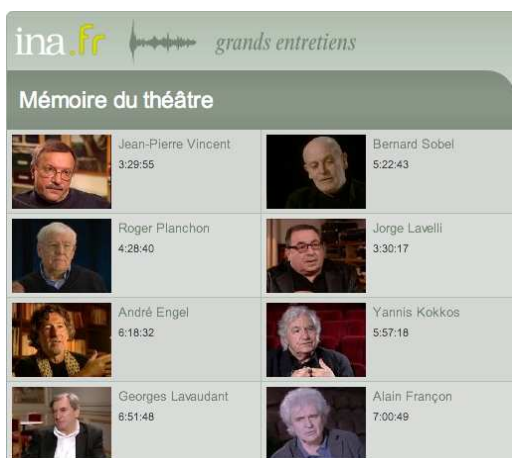 ina.fr grands entretiens
Mémoire du théâtre
Jean-Pierre Vincent
3:29:55
Bernard Sobel
5:22:43
Roger Planchon
4:28:40
Jorge Lavelli
3:30:17
André Engel
6:18:32
Yannis Kokkos
5:57:18
Georges Lavaudant
6:51:48
Alain Françon
7:00:49